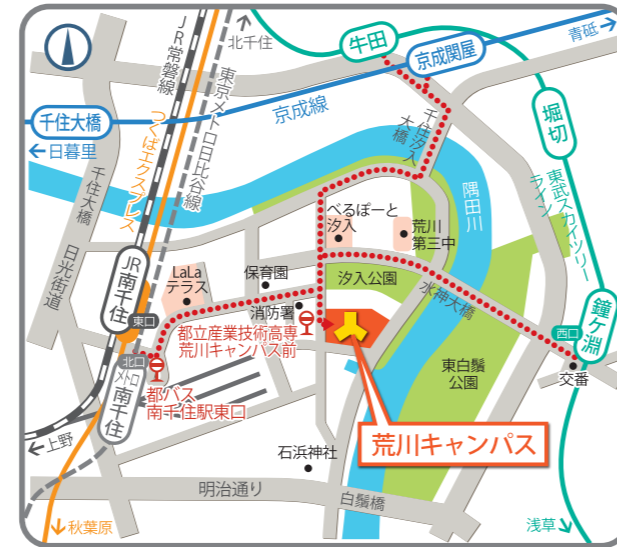 北千住
牛田
京成関屋
青砥
JR常磐線
東京メトロ日比谷線
つくばエクスプレス
千住大橋
京成線
←日暮里
千住汐入
大橋
堀切
東武スカイツリー
ライン
千住大橋
日光街道
隅田川
べるぽーと
汐入
荒川
第三中
JR
南千住
東口
LaLa
テラス
保育園
汐入公園
水神大橋
消防署
都立産業技術高専
荒川キャンパス前
鐘ヶ淵
西口
交番
東白鬚
公園
北口
メトロ
南千住
都バス
南千住駅東口
荒川キャンパス
←上野
石浜神社
明治通り
白鬚橋
秋葉原
浅草